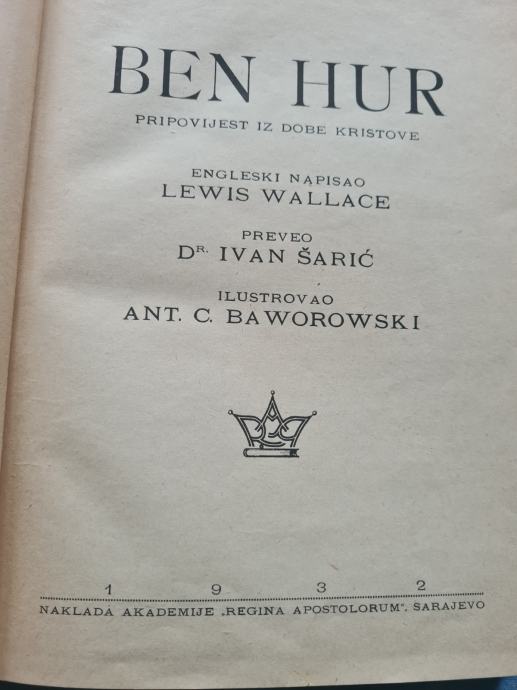 BEN HUR
PRIPOVIJEST IZ DOBE KRISTOVE
ENGLESKI NAPISAO
LEWIS WALLACE
PREVEO
DR. IVAN ŠARIĆ
ILUSTROVAO
ANT. C. BAWOROWSKI
1 9 3 2
NAKLADA AKADEMIJE „REGINA APOSTOLORUM“, SARAJEVO